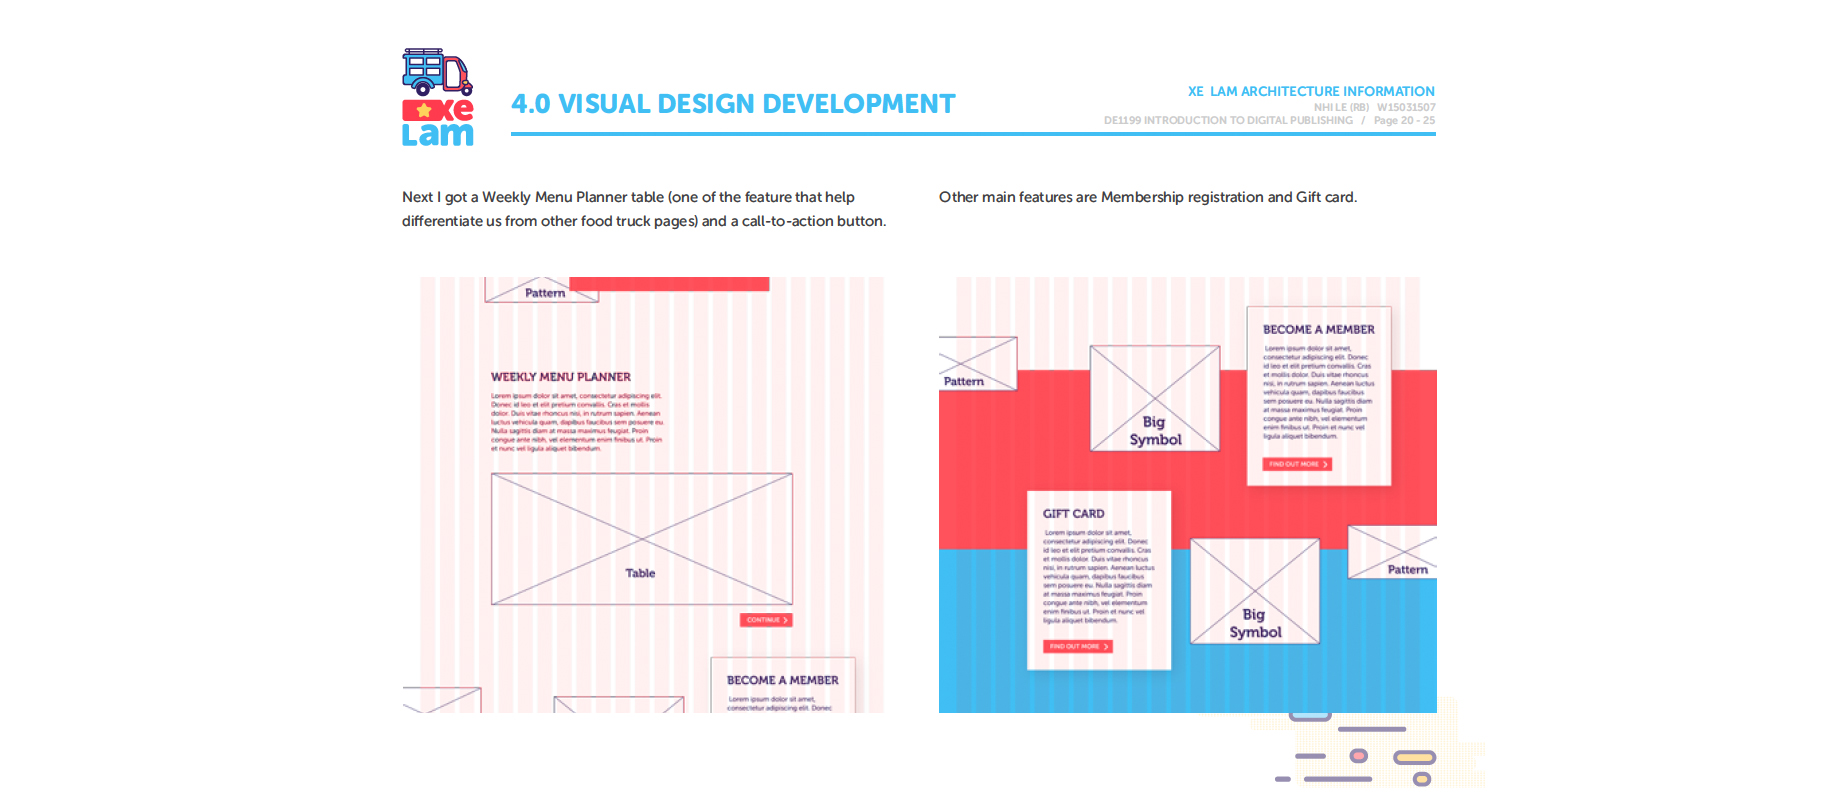 xe
Lam
4.0 VISUAL DESIGN DEVELOPMENT
XE LAM ARCHITECTURE INFORMATION
NHI LE (RB) W15031507
DE1199 INTRODUCTION TO DIGITAL PUBLISHING / Page 20 - 25
Next I got a Weekly Menu Planner table (one of the feature that help
differentiate us from other food truck pages) and a call-to-action button.
Other main features are Membership registration and Gift card.
Pattern
WEEKLY MENU PLANNER
Lorem ipsum dolor sit amet, consectetur adipiscing elit.
Donec id leo et elit pretium convallis. Cras et mollis
dolor. Duis vitae rhoncus nisi, in rutrum sapien. Aenean
luctus vehicula quam, dapibus faucibus sem posuere eu.
Nulla sagittis diam at massa maximus feugiat. Proin
congue ante nibh, vel elementum enim finibus ut. Proin
et nunc vel ligula aliquet bibendum.
Table
CONTINUE
BECOME A MEMBER
Lorem ipsum dolor sit amet,
consectetur adipiscing elit. Donec
Pattern
Big
Symbol
BECOME A MEMBER
Lorem ipsum dolor sit amet,
consectetur adipiscing elit. Donec
id leo et elit pretium convallis. Cras
et mollis dolor. Duis vitae rhoncus
nisi, in rutrum sapien. Aenean luctus
vehicula quam, dapibus faucibus
sem posuere eu. Nulla sagittis diam
at massa maximus feugiat. Proin
congue ante nibh, vel elementum
enim finibus ut. Proin et nunc vel
ligula aliquet bibendum.
FIND OUT MORE
GIFT CARD
Lorem ipsum dolor sit amet,
consectetur adipiscing elit. Donec
id leo et elit pretium convallis. Cras
et mollis dolor. Duis vitae rhoncus
nisi, in rutrum sapien. Aenean luctus
vehicula quam, dapibus faucibus
sem posuere eu. Nulla sagittis diam
at massa maximus feugiat. Proin
congue ante nibh, vel elementum
enim finibus ut. Proin et nunc vel
ligula aliquet bibendum.
FIND OUT MORE
Big
Symbol
Pattern